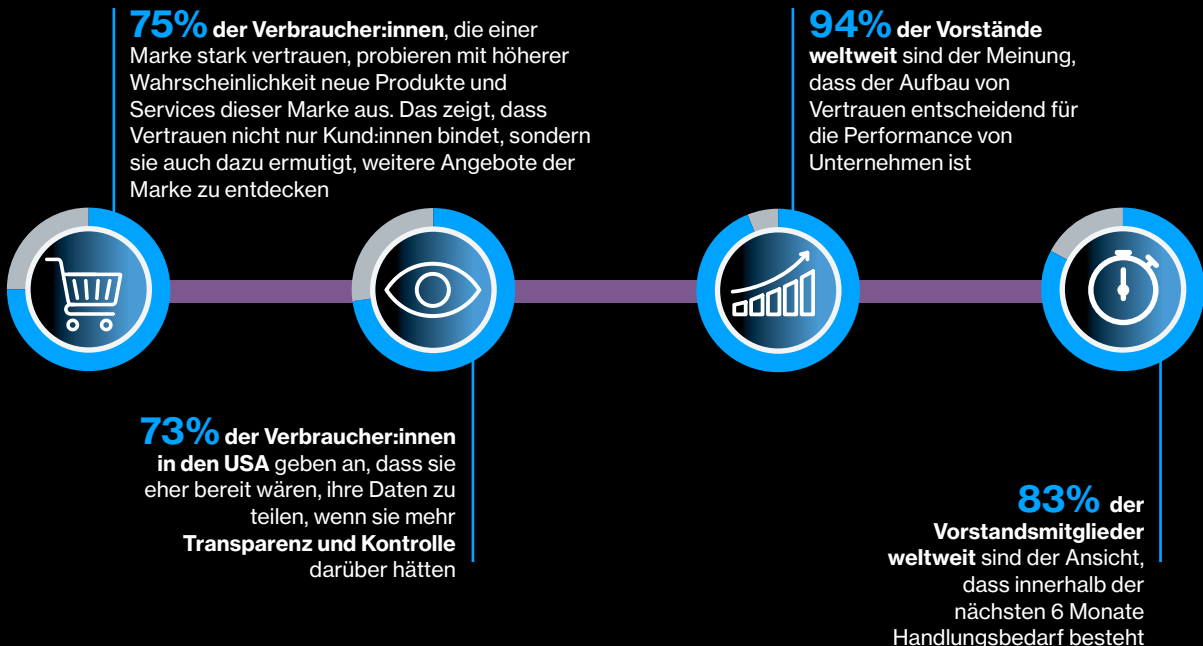 75% der Verbraucher:innen, die einer
Marke stark vertrauen, probieren mit höherer
Wahrscheinlichkeit neue Produkte und
Services dieser Marke aus. Das zeigt, dass
Vertrauen nicht nur Kund:innen bindet, sondern
sie auch dazu ermutigt, weitere Angebote der
Marke zu entdecken
73% der Verbraucher:innen
in den USA geben an, dass sie
eher bereit wären, ihre Daten zu
teilen, wenn sie mehr
Transparenz und Kontrolle
darüber hätten
94% der Vorstände
weltweit sind der Meinung,
dass der Aufbau von
Vertrauen entscheidend für
die Performance von
Unternehmen ist
83% der
Vorstandsmitglieder
weltweit sind der Ansicht,
dass innerhalb der
nächsten 6 Monate
Handlungsbedarf besteht